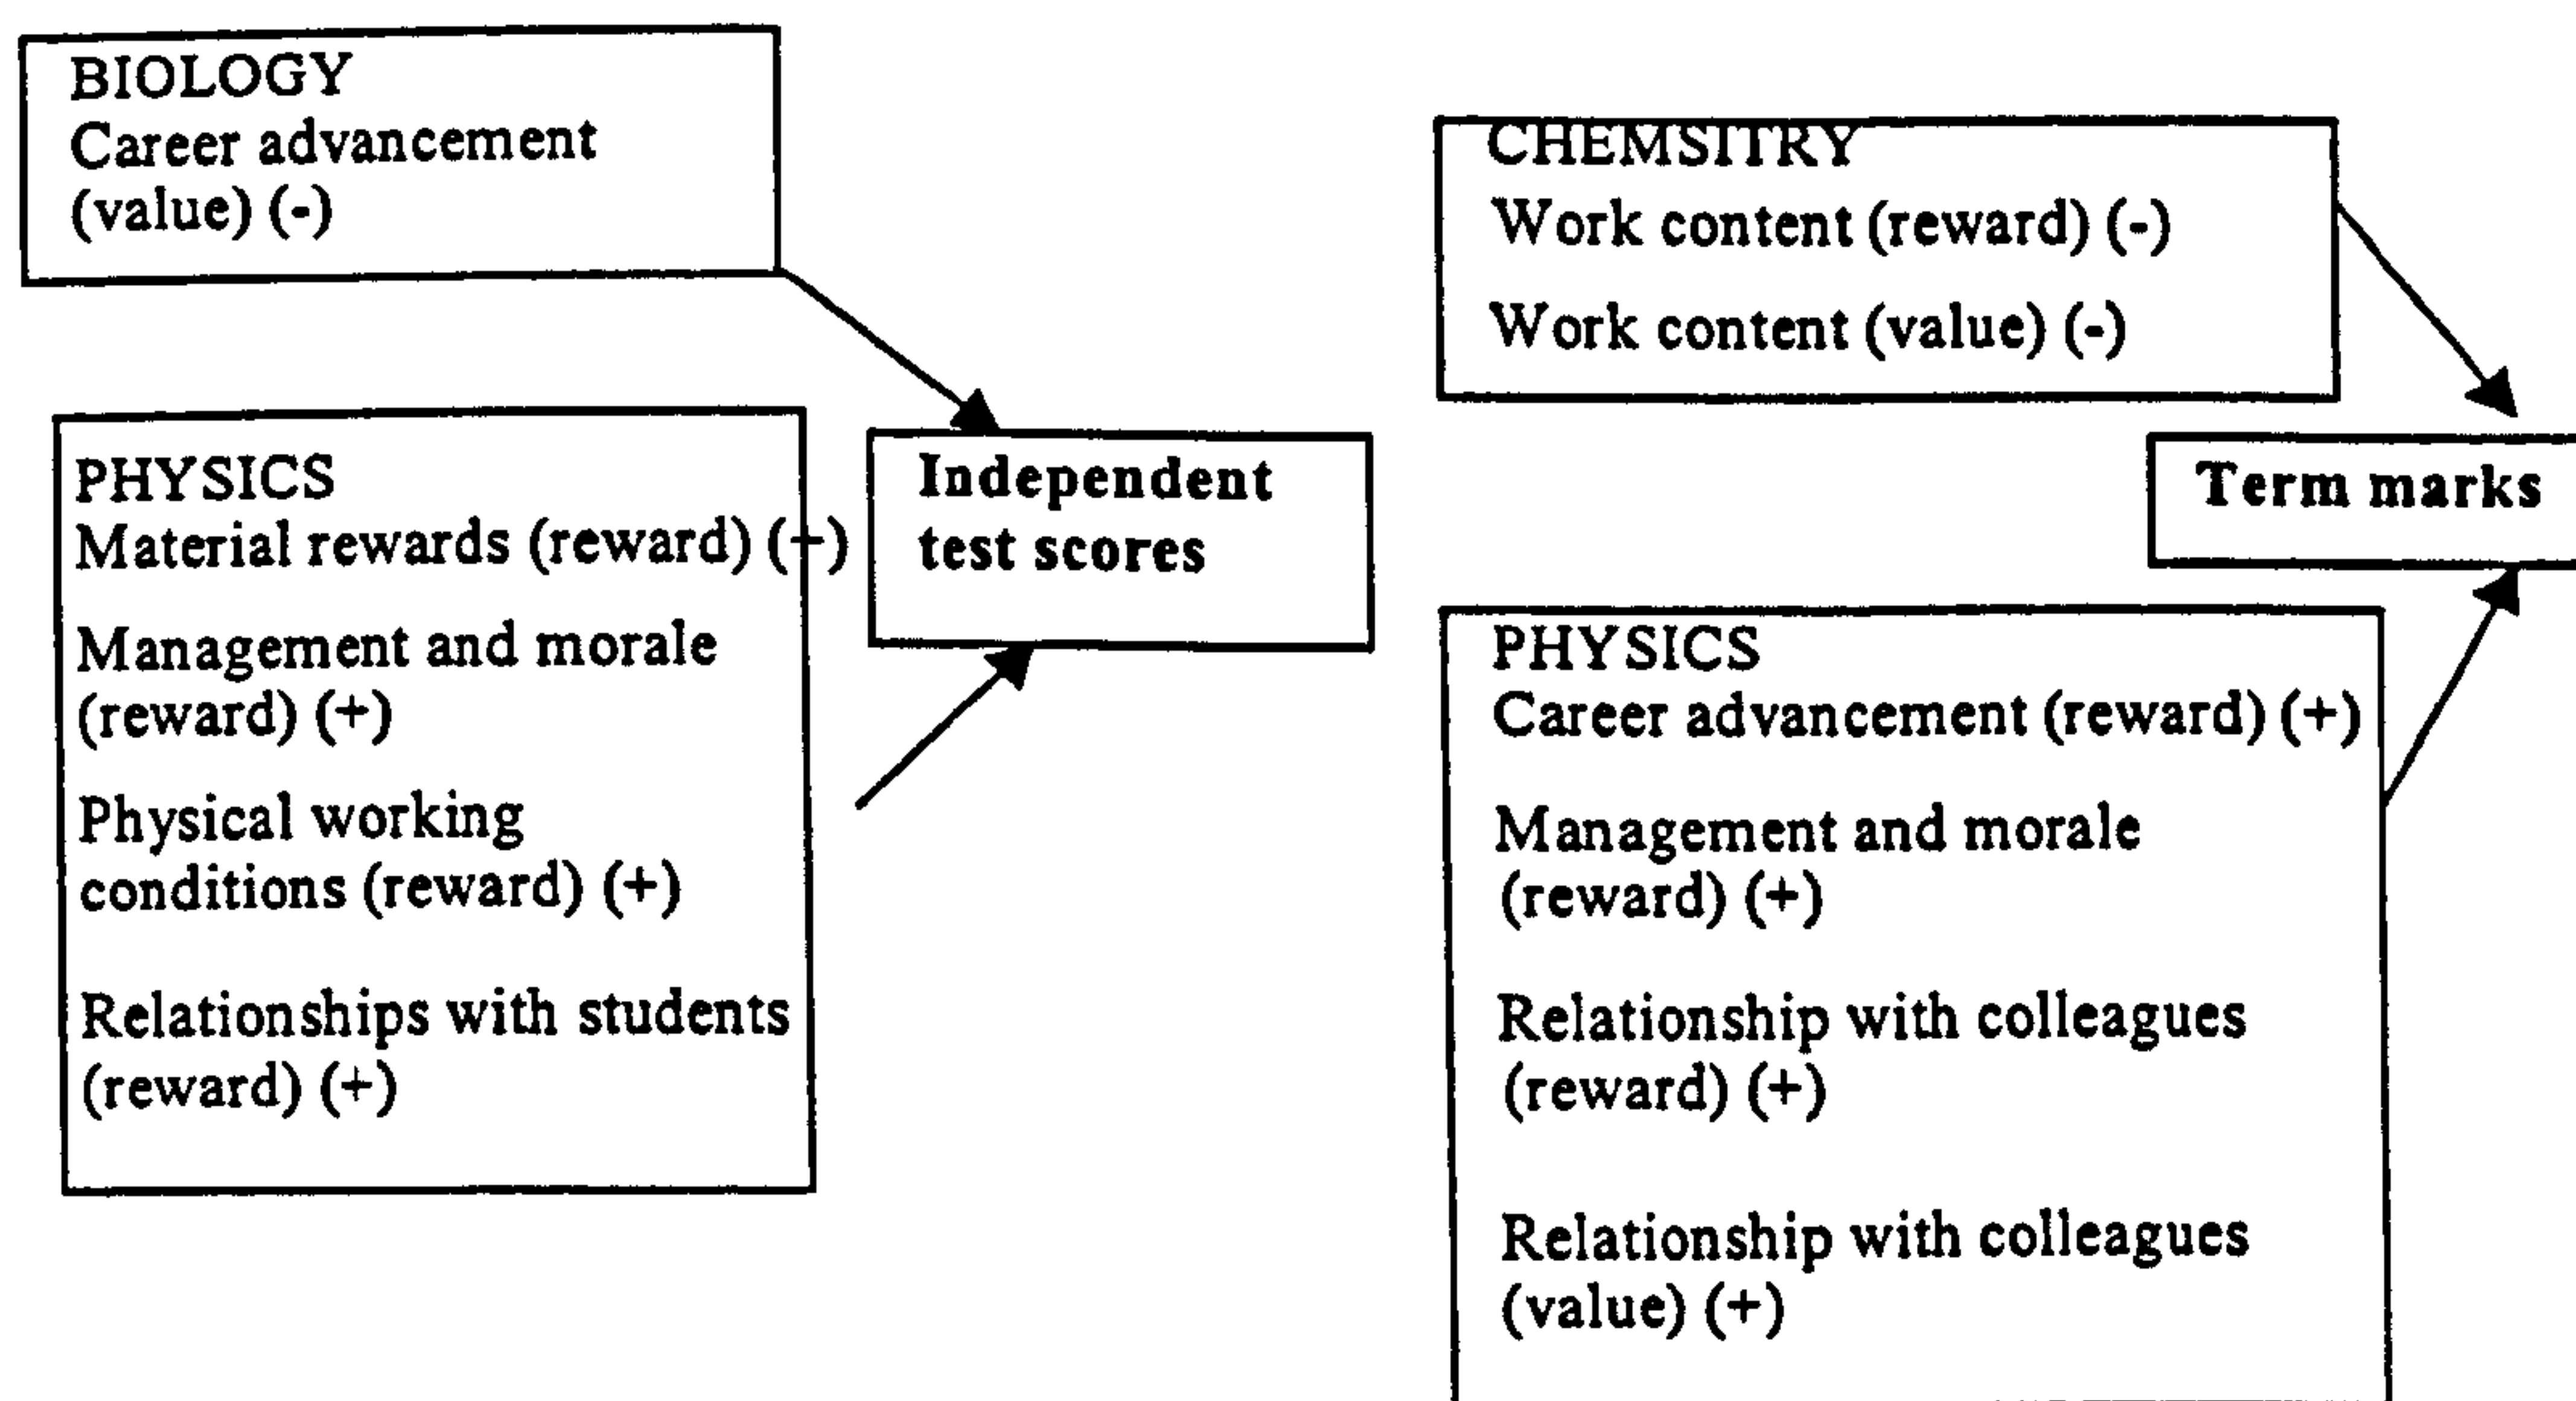 BIOLOGY
Career advancement
(value) (-)
PHYSICS
Material rewards (reward) (+)
Management and morale
(reward) (+)
Physical working
conditions (reward) (+)
Relationships with students
(reward) (+)
Independent
test scores
CHEMSITRY
Work content (reward) (-)
Work content (value) (-)
Term marks
PHYSICS
Career advancement (reward) (+)
Management and morale
(reward) (+)
Relationship with colleagues
(reward) (+)
Relationship with colleagues
(value) (+)